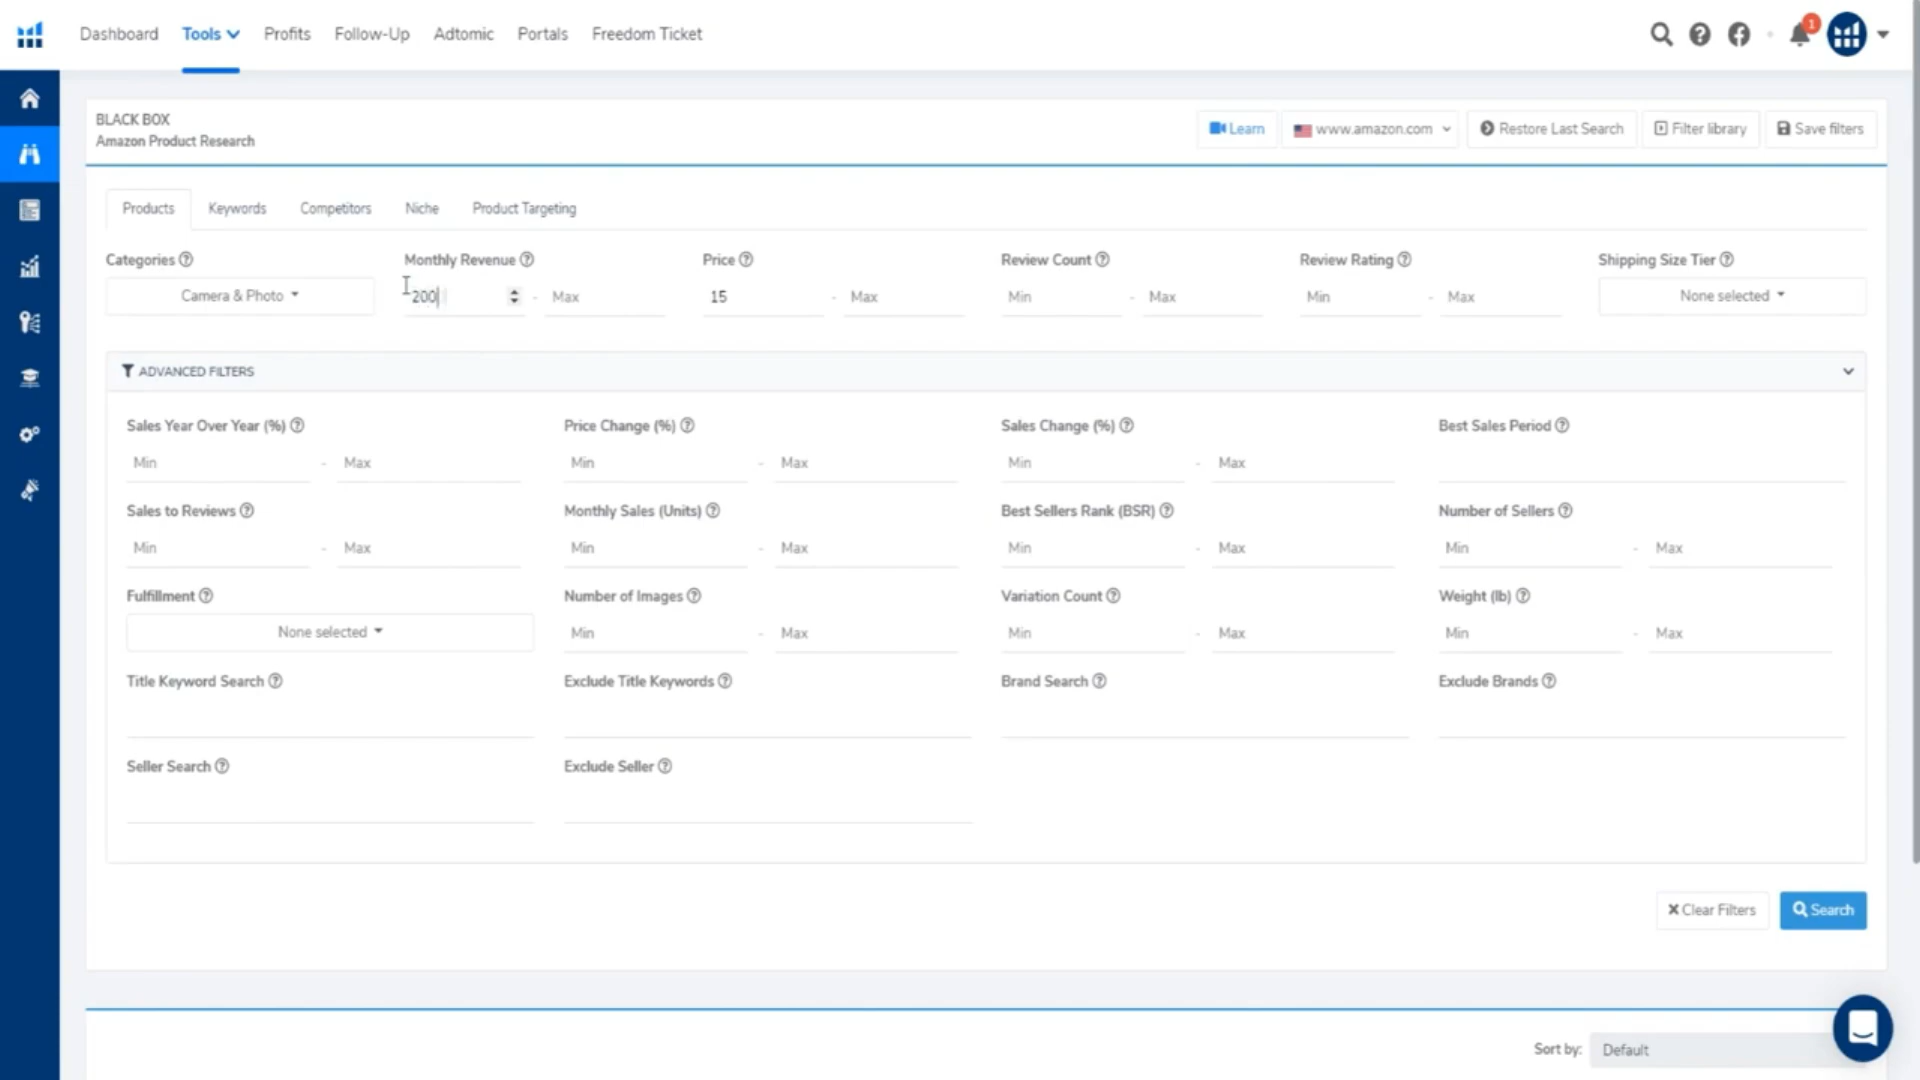 Dashboard Tools Profits Follow-Up Adtomic Portals Freedom Ticket 1
BLACK BOX
Amazon Product Research
Learn www.amazon.com Restore Last Search Filter library Save filters
Products Keywords Competitors Niche Product Targeting
Categories Monthly Revenue Price Review Count Review Rating Shipping Size Tier
Camera & Photo 200 - Max 15 - Max Min - Max Min - Max None selected
ADVANCED FILTERS
Sales Year Over Year (%) Price Change (%) Sales Change (%) Best Sales Period
Min - Max Min - Max Min - Max
Sales to Reviews Monthly Sales (Units) Best Sellers Rank (BSR) Number of Sellers
Min - Max Min - Max Min - Max Min - Max
Fulfillment Number of Images Variation Count Weight (lb)
None selected Min - Max Min - Max Min - Max
Title Keyword Search Exclude Title Keywords Brand Search Exclude Brands
Seller Search Exclude Seller
Clear Filters Search
Sort by: Default